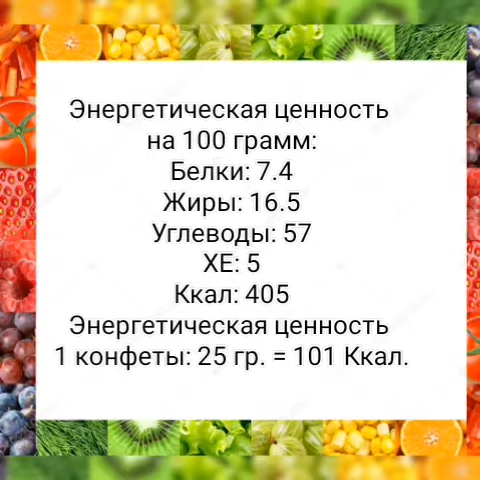 Энергетическая ценность
на 100 грамм:
Белки: 7.4
Жиры: 16.5
Углеводы: 57
ХЕ: 5
Ккал: 405
Энергетическая ценность
1 конфеты: 25 гр. = 101 Ккал.